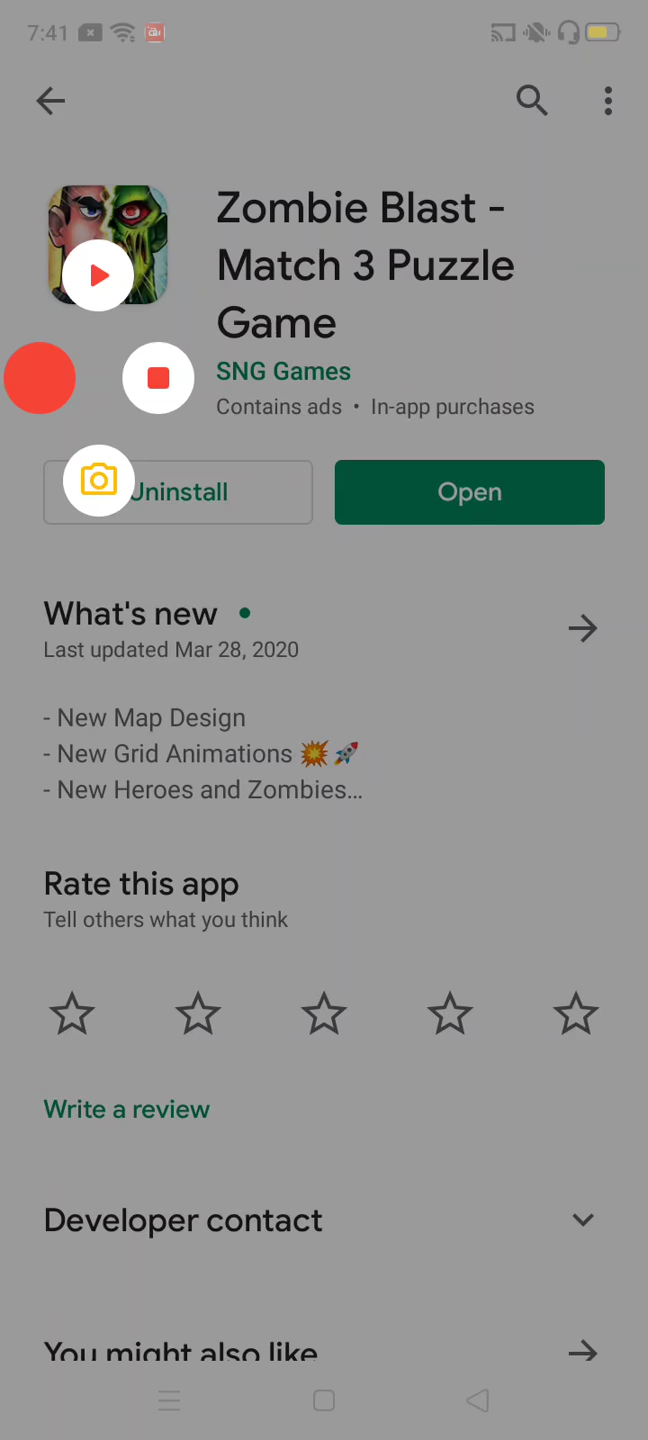 7:41
Zombie Blast -
Match 3 Puzzle
Game
SNG Games
Contains ads • In-app purchases
Uninstall
Open
What's new •
Last updated Mar 28, 2020
- New Map Design
- New Grid Animations 💥 🚀
- New Heroes and Zombies...
Rate this app
Tell others what you think
Write a review
Developer contact
You might also like